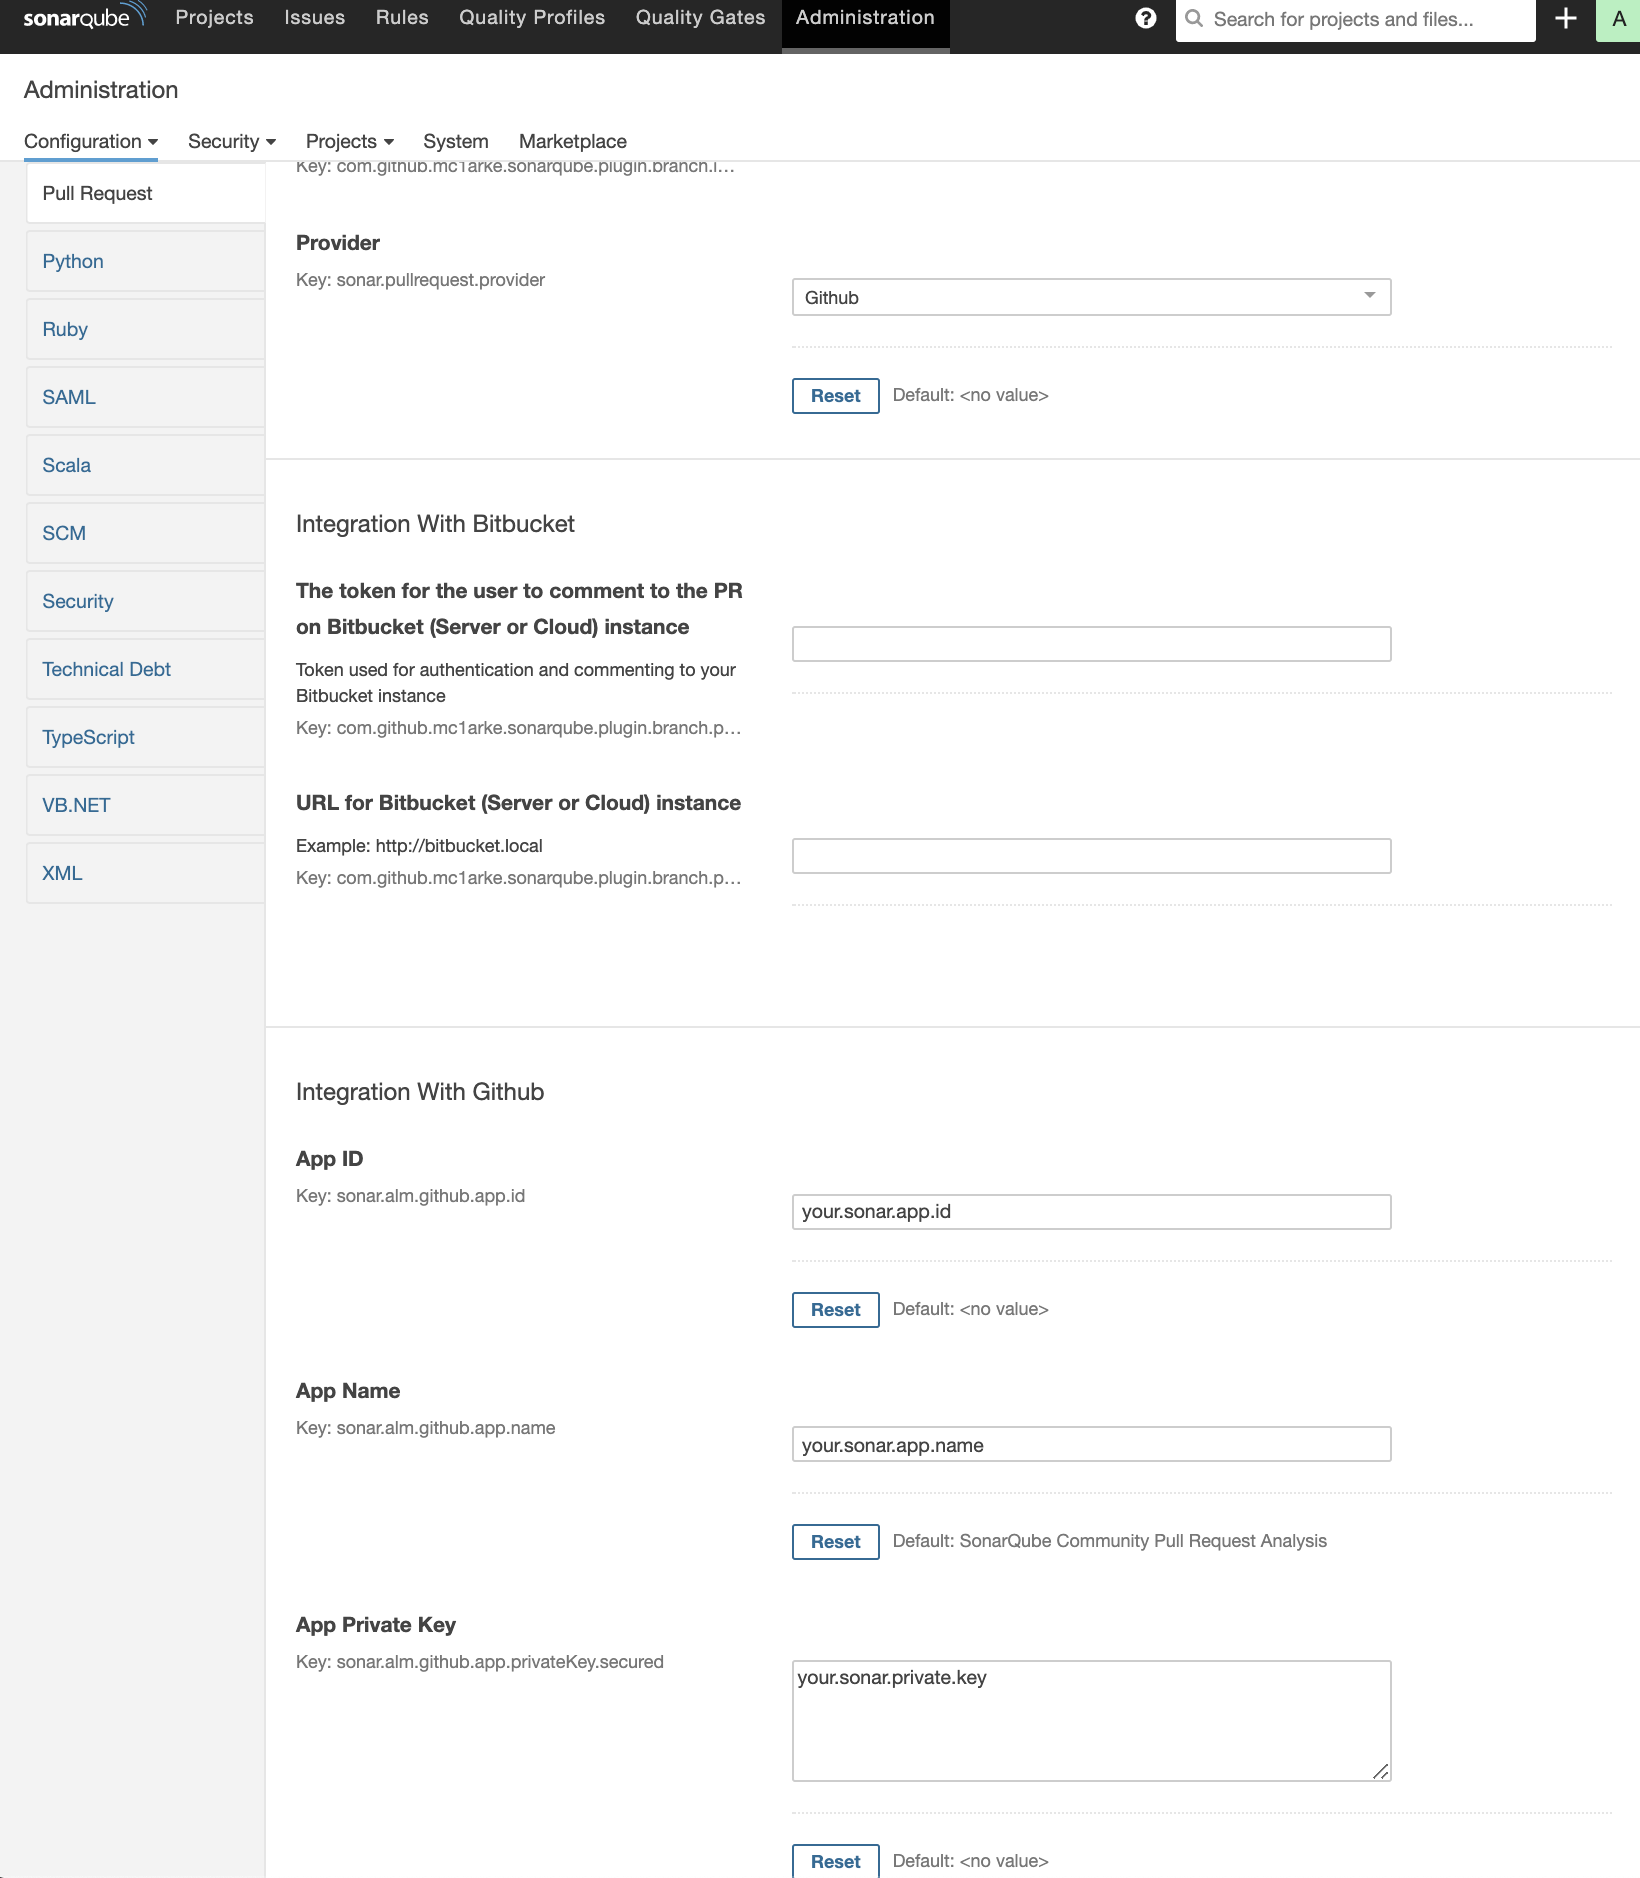 sonarqube Projects Issues Rules Quality Profiles Quality Gates Administration Search for projects and files... A
Administration
Configuration Security Projects System Marketplace
Key: com.github.mc1arke.sonarqube.plugin.branch.i…
Pull Request
Python
Ruby
SAML
Scala
SCM
Security
Technical Debt
TypeScript
VB.NET
XML
Provider
Key: sonar.pullrequest.provider
Github
Reset Default: <no value>
Integration With Bitbucket
The token for the user to comment to the PR
on Bitbucket (Server or Cloud) instance
Token used for authentication and commenting to your
Bitbucket instance
Key: com.github.mc1arke.sonarqube.plugin.branch.p…
URL for Bitbucket (Server or Cloud) instance
Example: http://bitbucket.local
Key: com.github.mc1arke.sonarqube.plugin.branch.p…
Integration With Github
App ID
Key: sonar.alm.github.app.id
your.sonar.app.id
Reset Default: <no value>
App Name
Key: sonar.alm.github.app.name
your.sonar.app.name
Reset Default: SonarQube Community Pull Request Analysis
App Private Key
Key: sonar.alm.github.app.privateKey.secured
your.sonar.private.key
Reset Default: <no value>